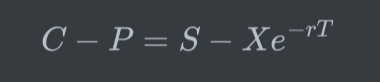 C − P = S − Xe^{−rT}